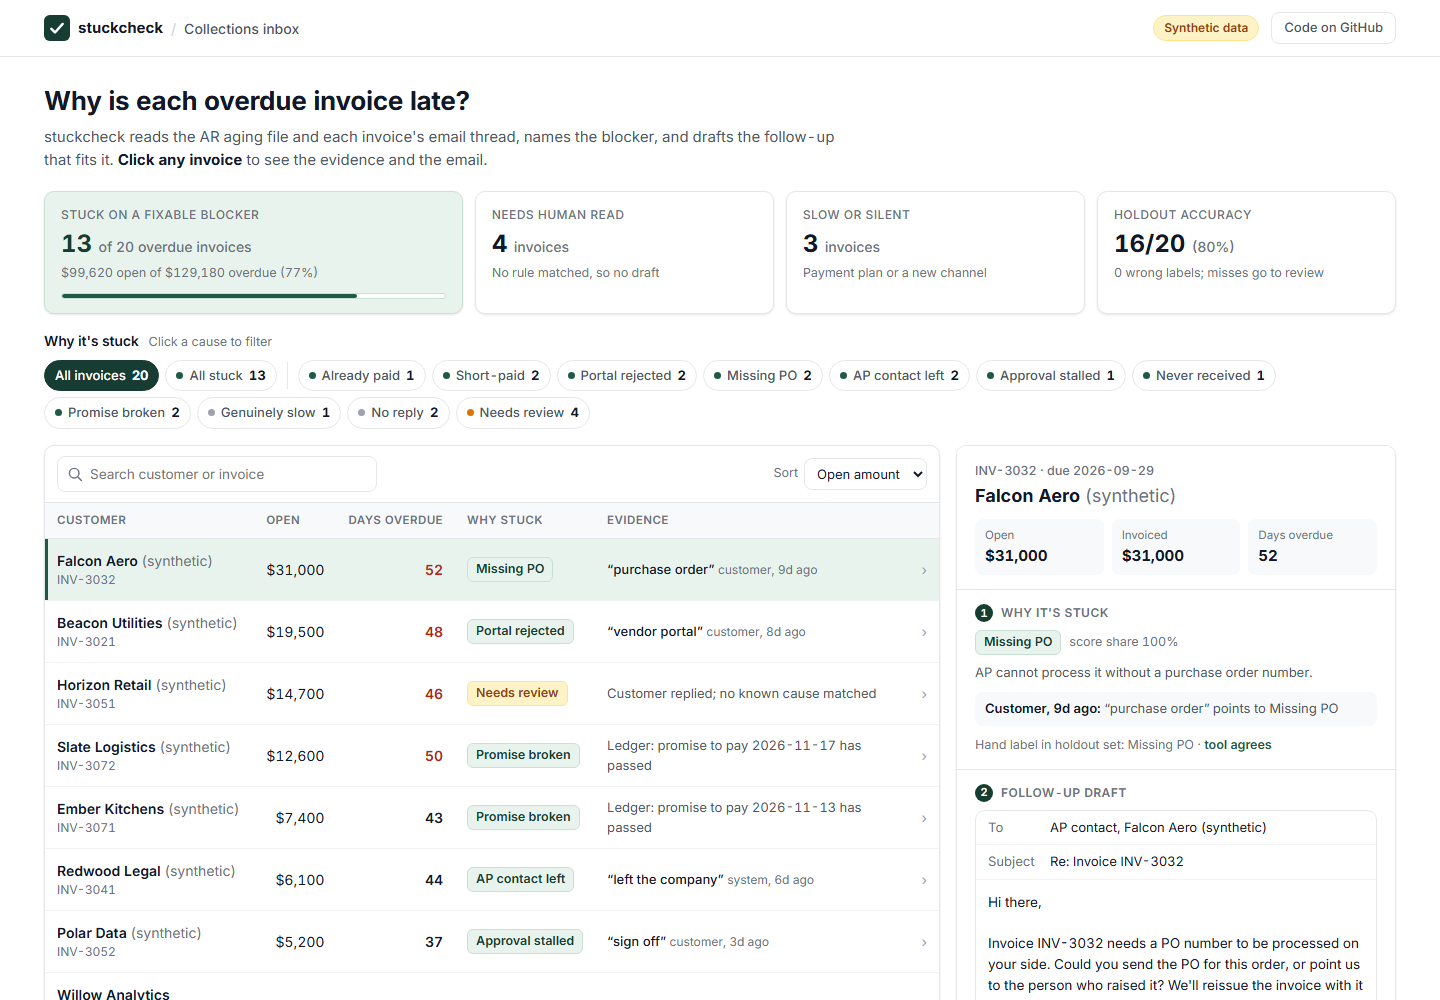 stuckcheck / Collections inbox
Synthetic data
Code on GitHub
Why is each overdue invoice late?
stuckcheck reads the AR aging file and each invoice's email thread, names the blocker, and drafts the follow-up
that fits it. Click any invoice to see the evidence and the email.
STUCK ON A FIXABLE BLOCKER
13 of 20 overdue invoices
$99,620 open of $129,180 overdue (77%)
NEEDS HUMAN READ
4 invoices
No rule matched, so no draft
SLOW OR SILENT
3 invoices
Payment plan or a new channel
HOLDOUT ACCURACY
16/20 (80%)
0 wrong labels; misses go to review
Why it's stuck Click a cause to filter
All invoices 20
All stuck 13
Already paid 1
Short-paid 2
Portal rejected 2
Missing PO 2
AP contact left 2
Approval stalled 1
Never received 1
Promise broken 2
Genuinely slow 1
No reply 2
Needs review 4
Search customer or invoice
Sort Open amount
CUSTOMER OPEN DAYS OVERDUE WHY STUCK EVIDENCE
Falcon Aero (synthetic)
INV-3032
$31,000 52 Missing PO “purchase order” customer, 9d ago ›
Beacon Utilities (synthetic)
INV-3021
$19,500 48 Portal rejected “vendor portal” customer, 8d ago ›
Horizon Retail (synthetic)
INV-3051
$14,700 46 Needs review Customer replied; no known cause matched ›
Slate Logistics (synthetic)
INV-3072
$12,600 50 Promise broken Ledger: promise to pay 2026-11-17 has
passed ›
Ember Kitchens (synthetic)
INV-3071
$7,400 43 Promise broken Ledger: promise to pay 2026-11-13 has
passed ›
Redwood Legal (synthetic)
INV-3041
$6,100 44 AP contact left “left the company” system, 6d ago ›
Polar Data (synthetic)
INV-3052
$5,200 37 Approval stalled “sign off” customer, 3d ago ›
Willow Analytics
INV-3032 · due 2026-09-29
Falcon Aero (synthetic)
Open
$31,000
Invoiced
$31,000
Days overdue
52
1 WHY IT'S STUCK
Missing PO score share 100%
AP cannot process it without a purchase order number.
Customer, 9d ago: “purchase order” points to Missing PO
Hand label in holdout set: Missing PO · tool agrees
2 FOLLOW-UP DRAFT
To AP contact, Falcon Aero (synthetic)
Subject Re: Invoice INV-3032
Hi there,
Invoice INV-3032 needs a PO number to be processed on
your side. Could you send the PO for this order, or point us
to the person who raised it? We'll reissue the invoice with it